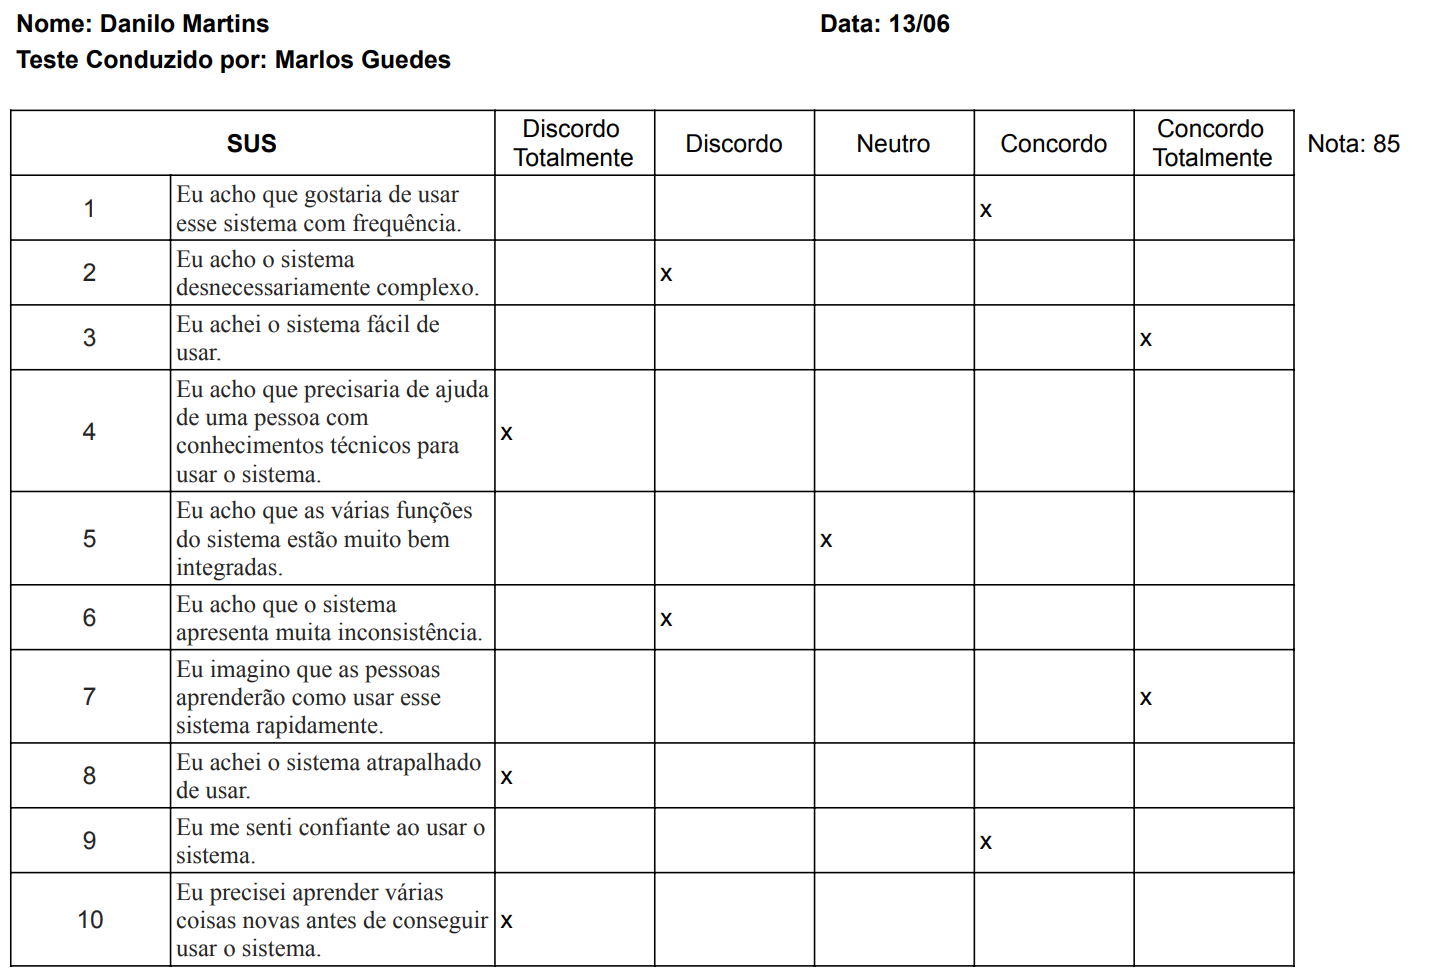 Nome: Danilo Martins Data: 13/06
Teste Conduzido por: Marlos Guedes
SUS Discordo Totalmente Discordo Neutro Concordo Concordo Totalmente Nota: 85
1 Eu acho que gostaria de usar
esse sistema com frequência. x
2 Eu acho o sistema
desnecessariamente complexo. x
3 Eu achei o sistema fácil de
usar. x
4 Eu acho que precisaria de ajuda
de uma pessoa com
conhecimentos técnicos para
usar o sistema. x
5 Eu acho que as várias funções
do sistema estão muito bem
integradas. x
6 Eu acho que o sistema
apresenta muita inconsistência. x
7 Eu imagino que as pessoas
aprenderão como usar esse
sistema rapidamente. x
8 Eu achei o sistema atrapalhado
de usar. x
9 Eu me senti confiante ao usar o
sistema. x
10 Eu precisei aprender várias
coisas novas antes de conseguir
usar o sistema. x